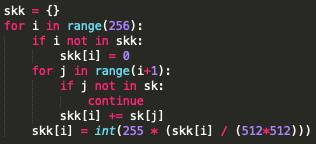 skk = {}
for i in range(256):
    if i not in skk:
        skk[i] = 0
    for j in range(i+1):
        if j not in sk:
            continue
        skk[i] += sk[j]
    skk[i] = int(255 * (skk[i] / (512*512)))